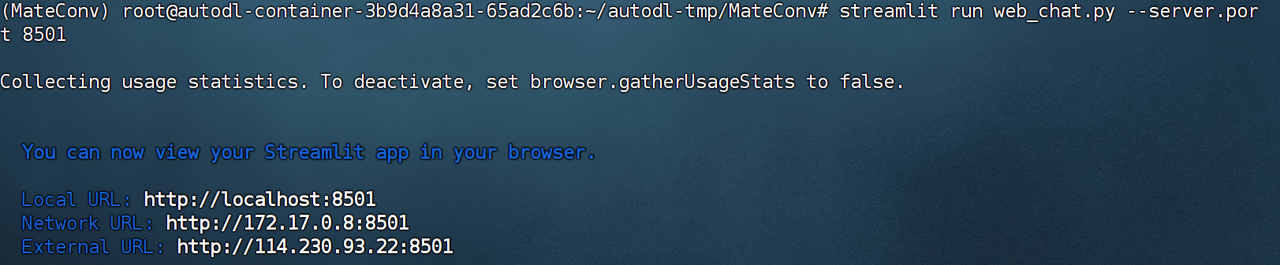 (MateConv) root@autodl-container-3b9d4a8a31-65ad2c6b:~/autodl-tmp/MateConv# streamlit run web_chat.py --server.por
t 8501
Collecting usage statistics. To deactivate, set browser.gatherUsageStats to false.
You can now view your Streamlit app in your browser.
Local URL: http://localhost:8501
Network URL: http://172.17.0.8:8501
External URL: http://114.230.93.22:8501